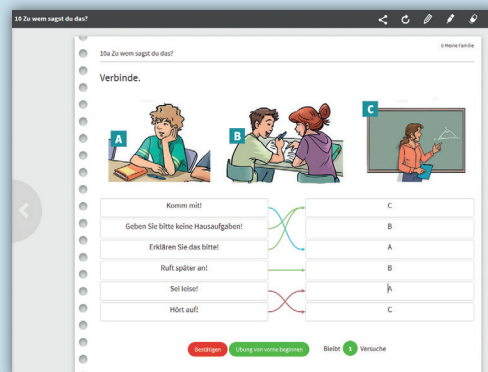 10 Zu wem sagst du das?
6 Meine Familie
10a Zu wem sagst du das?
Verbinde.
A
B
C
Komm mit!
C
Geben Sie bitte keine Hausaufgaben!
B
Erklären Sie das bitte!
A
Ruft später an!
B
Sei leise!
A
Hört auf!
C
Bestätigen
Übung von vorne beginnen
Bleibt 1 Versuche